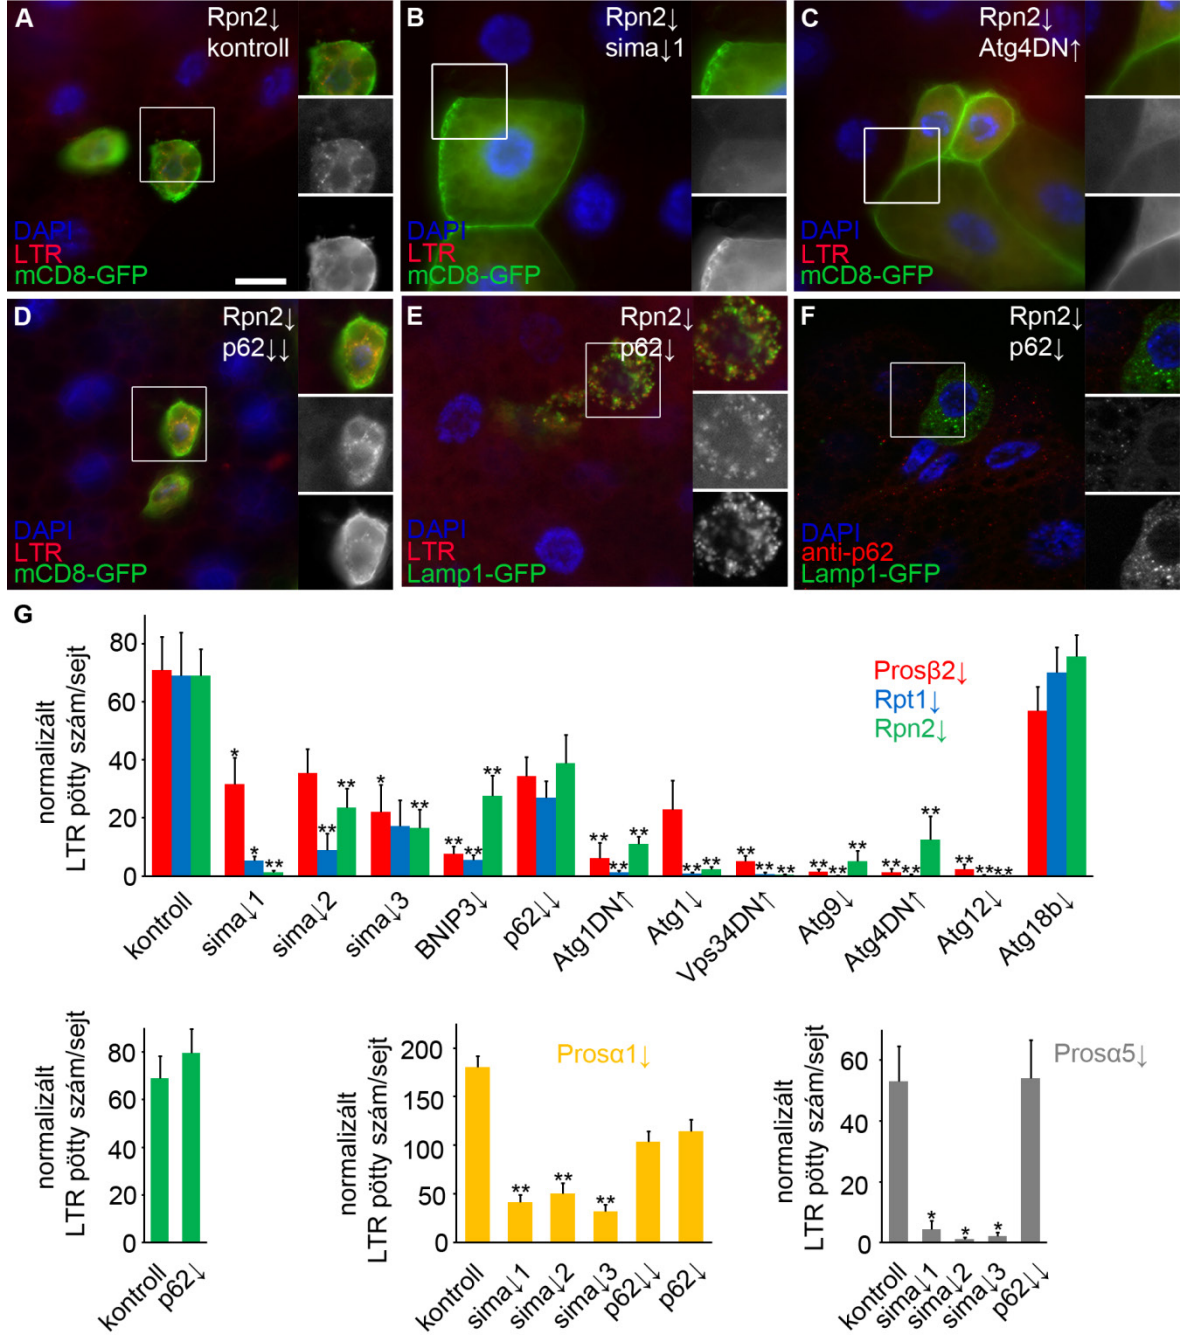 A
Rpn2↓
kontroll
DAPI
LTR
mCD8-GFP
B
Rpn2↓
sima↓1
DAPI
LTR
mCD8-GFP
C
Rpn2↓
Atg4DN↑
DAPI
LTR
mCD8-GFP
D
Rpn2↓
p62↓↓
DAPI
LTR
mCD8-GFP
E
Rpn2↓
p62↓
DAPI
LTR
Lamp1-GFP
F
Rpn2↓
p62↓
DAPI
anti-p62
Lamp1-GFP
G
normalizált
LTR pötty szám/sejt
80
60
40
20
0
Prosβ2↓
Rpt1↓
Rpn2↓
* * ** ** ** * ** ** ** ** ** ** ** ** ** ** ** ** ** ** ** ** ** ** ** ** ** **
kontroll
sima↓1
sima↓2
sima↓3
BNIP3↓
p62↓↓
Atg1DN↑
Atg1↓
Vps34DN↑
Atg9↓
Atg4DN↑
Atg12↓
Atg18b↓
normalizált
LTR pötty szám/sejt
80
60
40
20
0
kontroll
p62↓
normalizált
LTR pötty szám/sejt
200
150
100
50
0
Prosα1↓
** ** **
kontroll
sima↓1
sima↓2
sima↓3
p62↓↓
p62↓
normalizált
LTR pötty szám/sejt
60
40
20
0
Prosα5↓
* * *
kontroll
sima↓1
sima↓2
sima↓3
p62↓↓